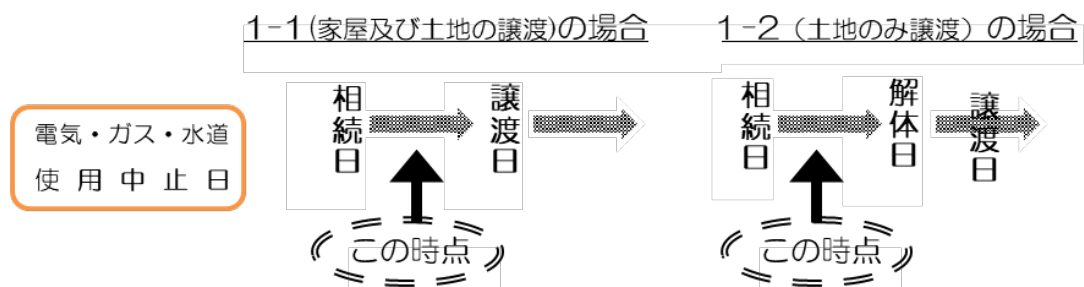 1-1(家屋及び土地の譲渡)の場合
1-2（土地のみ譲渡）の場合
電気・ガス・水道
使用中止日
相続日
譲渡日
相続日
解体日
譲渡日
この時点
この時点